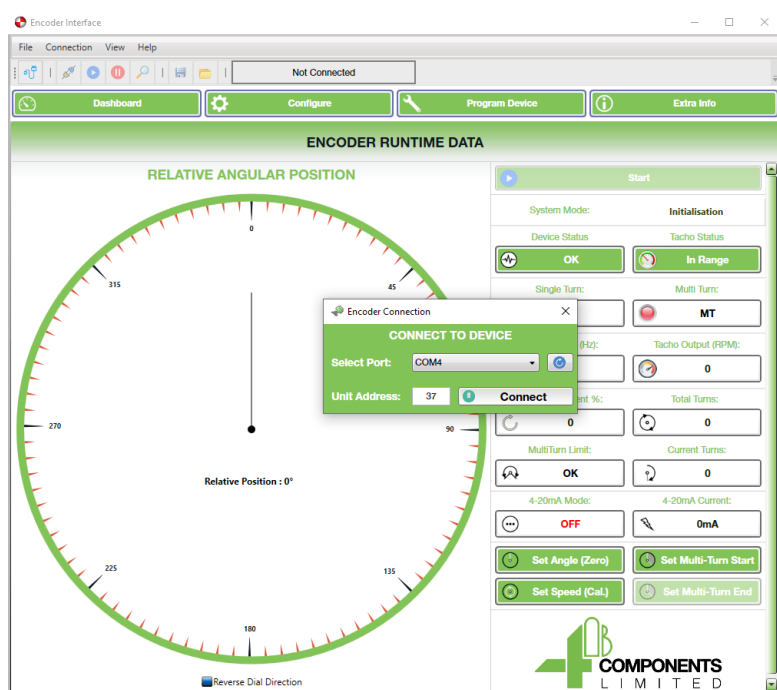 Encoder Interface
File Connection View Help
Not Connected
Dashboard Configure Program Device Extra Info
ENCODER RUNTIME DATA
RELATIVE ANGULAR POSITION
0
45
90
135
180
225
270
315
Relative Position : 0°
Reverse Dial Direction
Start
System Mode: Initialisation
Device Status Tacho Status
OK In Range
Single Turn: Multi Turn:
MT
(Hz): Tacho Output (RPM):
0
%: Total Turns:
0 0
MultiTurn Limit: Current Turns:
OK 0
4-20mA Mode: 4-20mA Current:
OFF 0mA
Set Angle (Zero) Set Multi-Turn Start
Set Speed (Cal.) Set Multi-Turn End
Encoder Connection
CONNECT TO DEVICE
Select Port: COM4
Unit Address: 37 Connect
4B
COMPONENTS
LIMITED